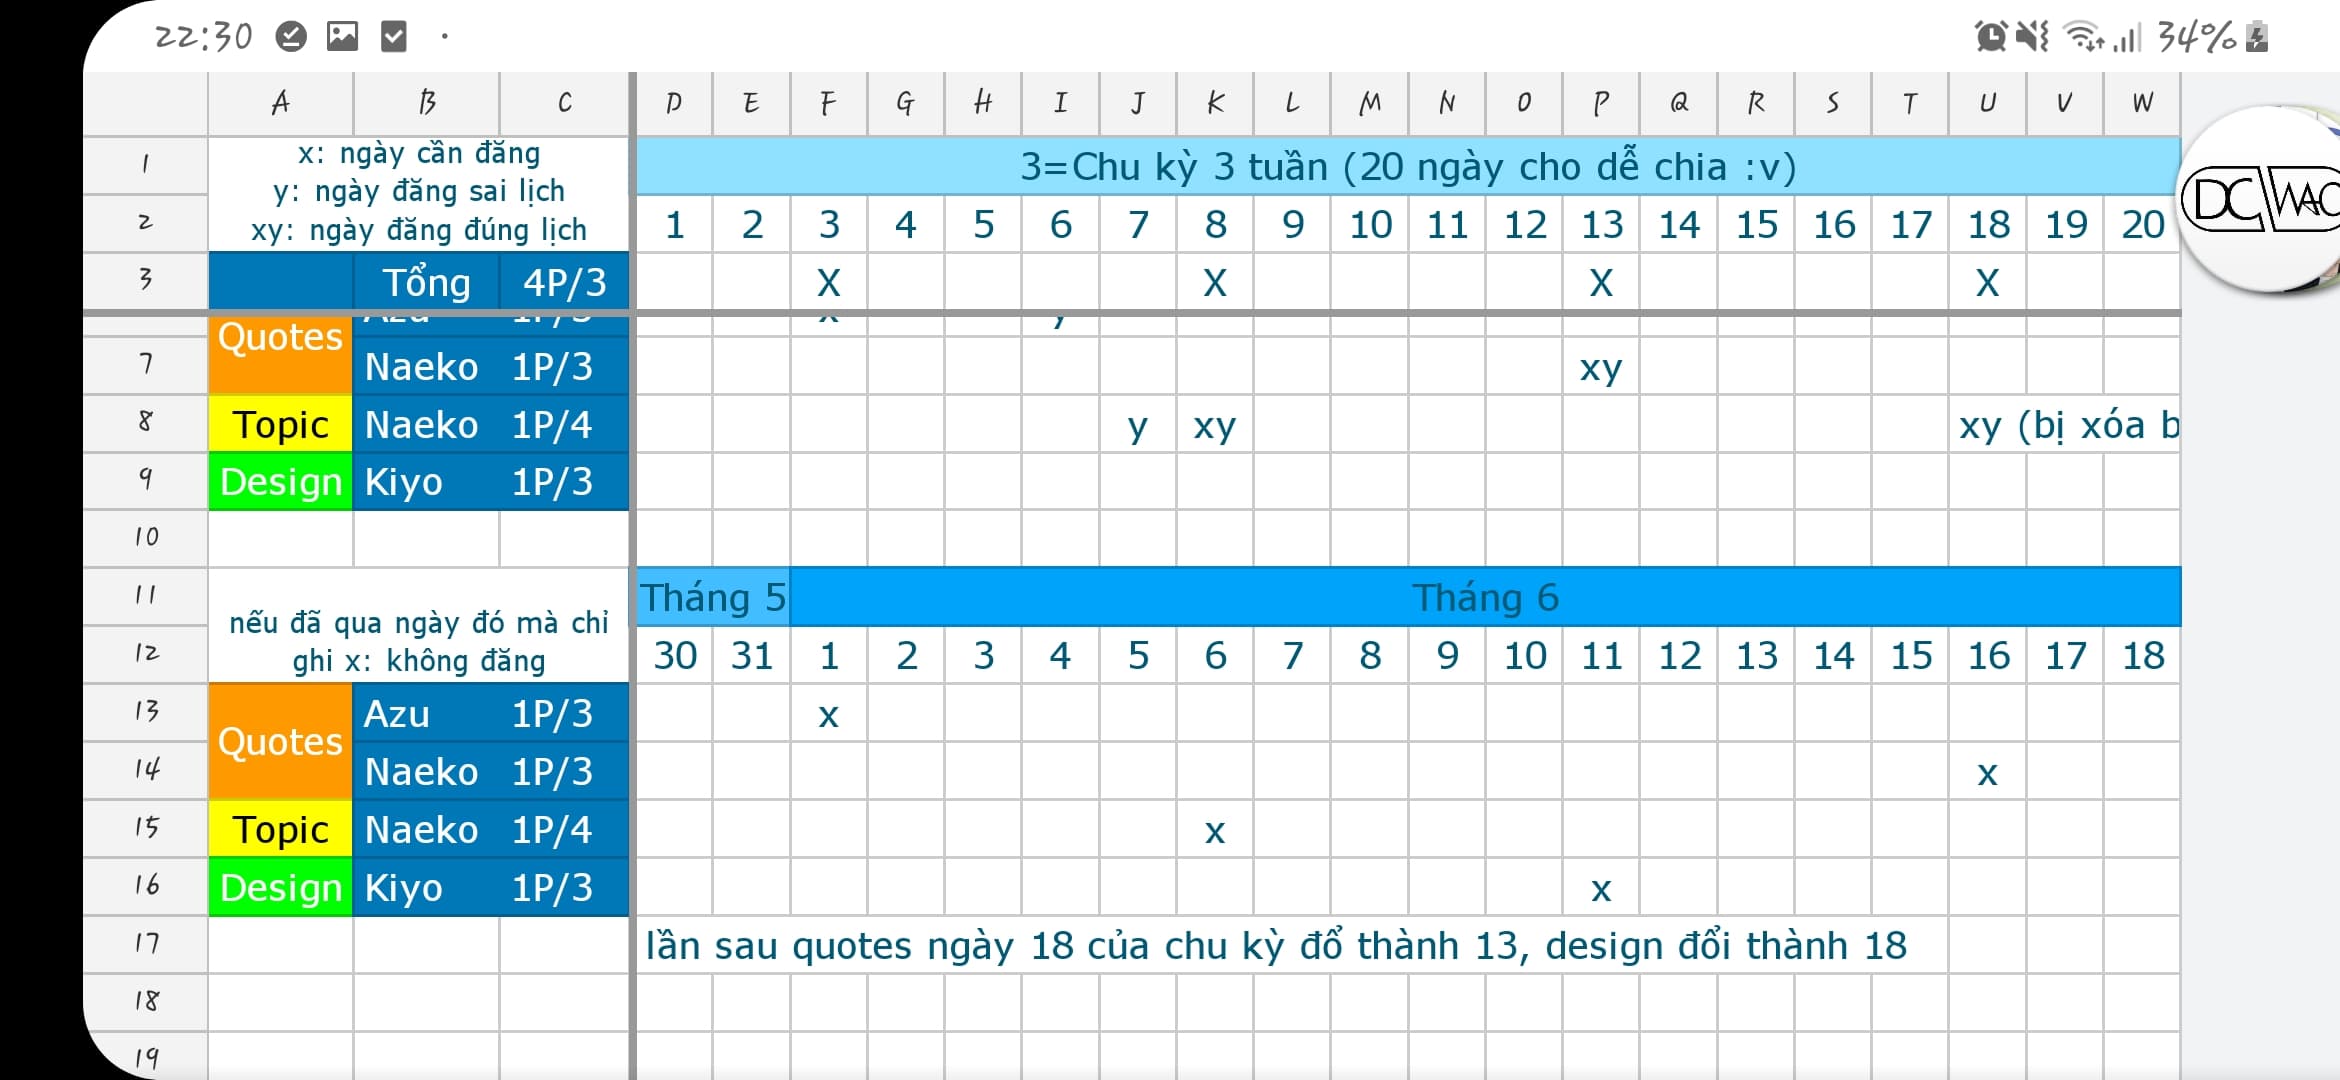 22:30 34%
A B C D E F G H I J K L M N O P Q R S T U V W
1 x: ngày cần đăng 3=Chu kỳ 3 tuần (20 ngày cho dễ chia :v)
y: ngày đăng sai lịch
2 xy: ngày đăng đúng lịch 1 2 3 4 5 6 7 8 9 10 11 12 13 14 15 16 17 18 19 20
3 Tổng 4P/3 X X X X
Quotes
7 Naeko 1P/3 xy
8 Topic Naeko 1P/4 y xy xy (bị xóa
9 Design Kiyo 1P/3
10
11 Tháng 5 Tháng 6
nếu đã qua ngày đó mà chỉ
12 ghi x: không đăng 30 31 1 2 3 4 5 6 7 8 9 10 11 12 13 14 15 16 17 18
13 Quotes Azu 1P/3 x
14 Naeko 1P/3 x
15 Topic Naeko 1P/4 x
16 Design Kiyo 1P/3 x
17 lần sau quotes ngày 18 của chu kỳ đổ thành 13, design đổi thành 18
18
19